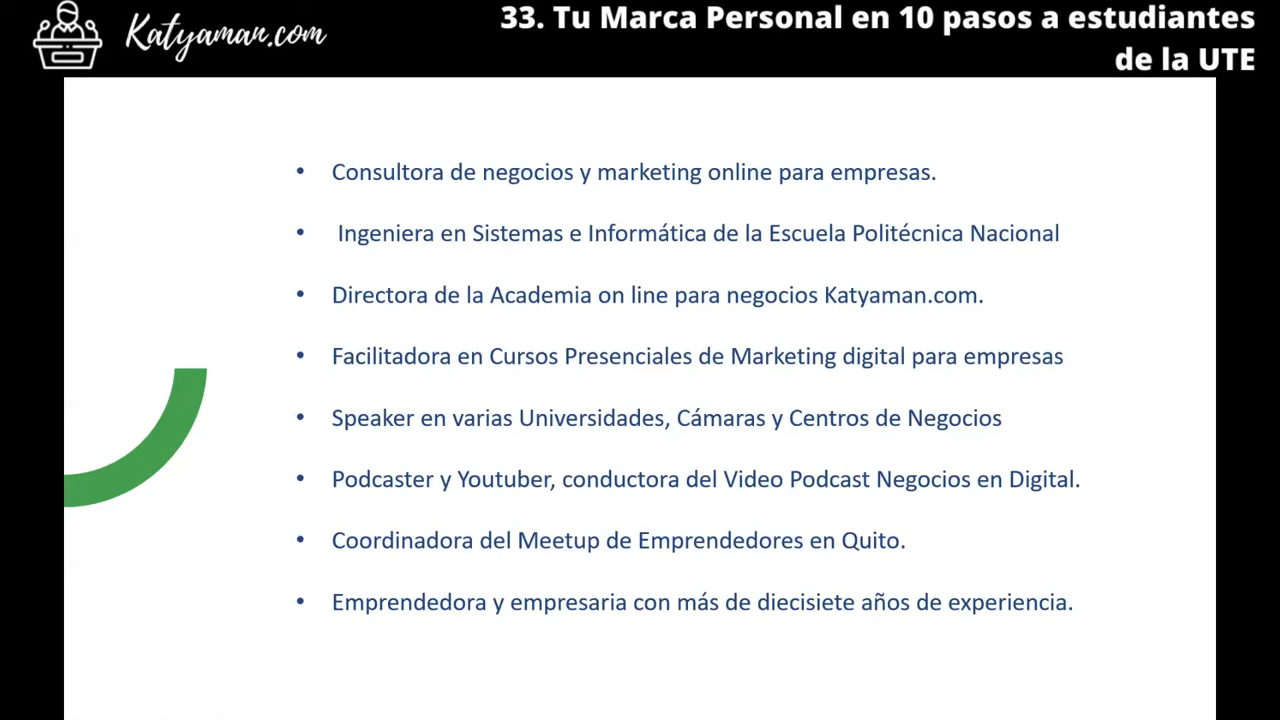 Katyaman.com
33. Tu Marca Personal en 10 pasos a estudiantes
de la UTE
• Consultora de negocios y marketing online para empresas.
• Ingeniera en Sistemas e Informática de la Escuela Politécnica Nacional
• Directora de la Academia on line para negocios Katyaman.com.
• Facilitadora en Cursos Presenciales de Marketing digital para empresas
• Speaker en varias Universidades, Cámaras y Centros de Negocios
• Podcaster y Youtuber, conductora del Video Podcast Negocios en Digital.
• Coordinadora del Meetup de Emprendedores en Quito.
• Emprendedora y empresaria con más de diecisiete años de experiencia.